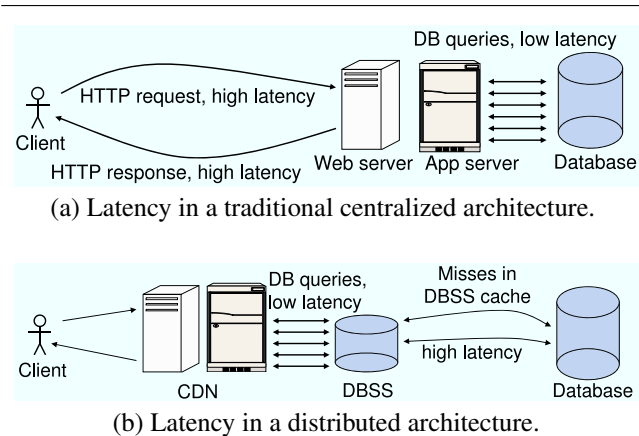 DB queries, low latency
HTTP request, high latency
Client
Web server
App server
Database
HTTP response, high latency
(a) Latency in a traditional centralized architecture.
DB queries,
low latency
Misses in
DBSS cache
high latency
Client
CDN
DBSS
Database
(b) Latency in a distributed architecture.